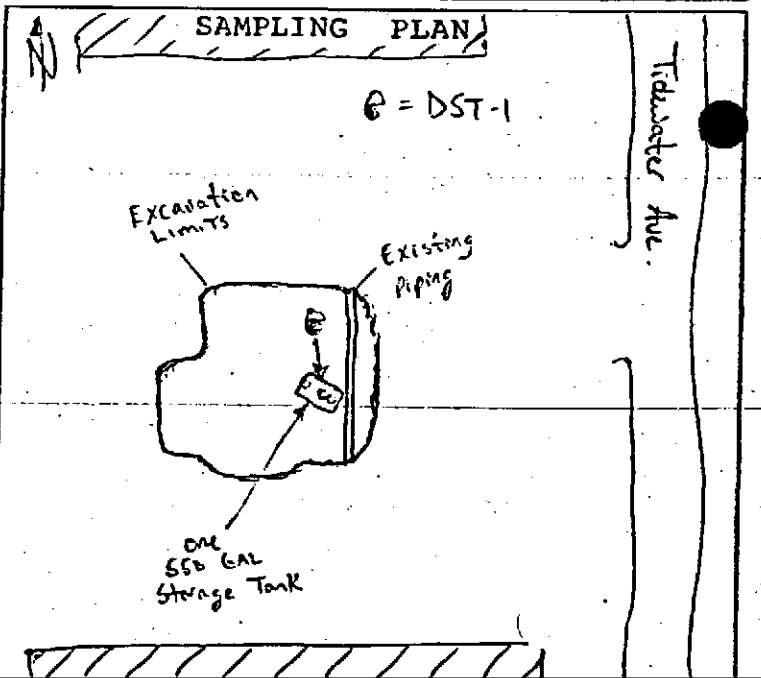 N
SAMPLING PLAN
= DST-1
Tidewater Ave.
Excavation
Limits
Existing
Piping
one
550 GAL
Storage Tank